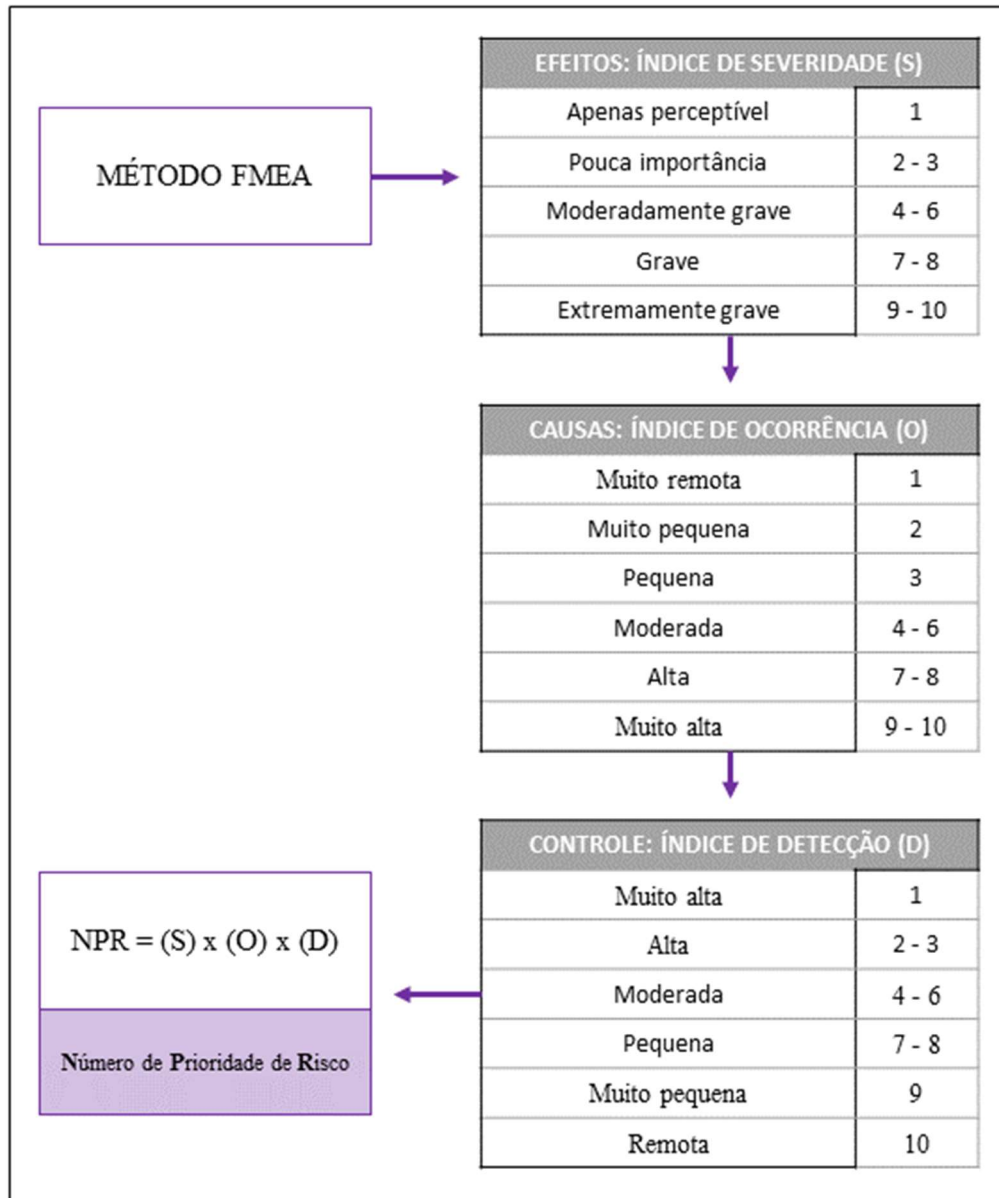 MÉTODO FMEA
EFEITOS: ÍNDICE DE SEVERIDADE (S)
Apenas perceptível 1
Pouca importância 2 - 3
Moderadamente grave 4 - 6
Grave 7 - 8
Extremamente grave 9 - 10
CAUSAS: ÍNDICE DE OCORRÊNCIA (O)
Muito remota 1
Muito pequena 2
Pequena 3
Moderada 4 - 6
Alta 7 - 8
Muito alta 9 - 10
CONTROLE: ÍNDICE DE DETECÇÃO (D)
Muito alta 1
Alta 2 - 3
Moderada 4 - 6
Pequena 7 - 8
Muito pequena 9
Remota 10
NPR = (S) x (O) x (D)
Número de Prioridade de Risco